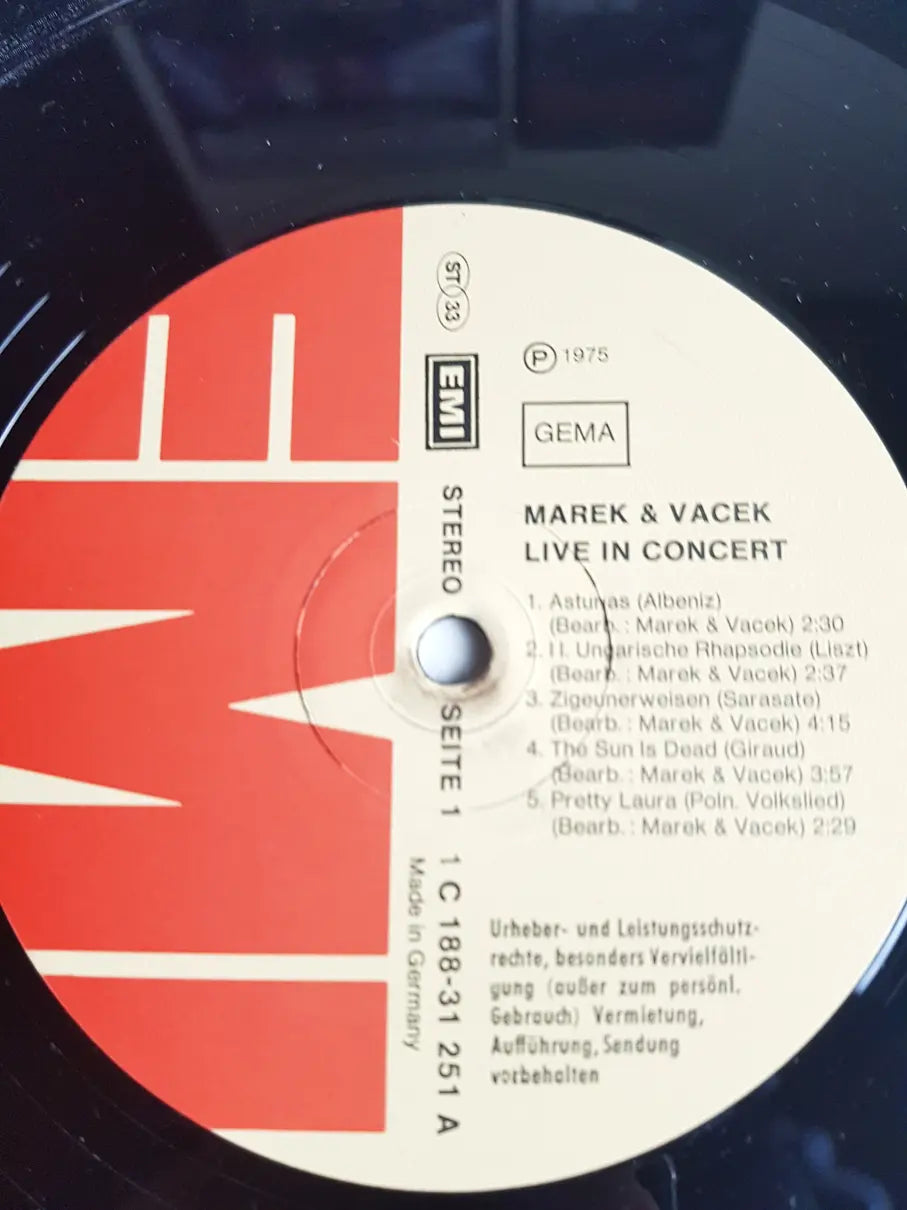 ST 33
EMI
STEREO SEITE 1 1 C 188-31 251 A
Made in Germany
EMI
Ⓟ 1975
GEMA
MAREK & VACEK
LIVE IN CONCERT
1. Asturias (Albeniz)
(Bearb.: Marek & Vacek) 2:30
2. II. Ungarische Rhapsodie (Liszt)
(Bearb.: Marek & Vacek) 2:37
3. Zigeunerweisen (Sarasate)
(Bearb.: Marek & Vacek) 4:15
4. The Sun Is Dead (Giraud)
(Bearb.: Marek & Vacek) 3:57
5. Pretty Laura (Poln. Volkslied)
(Bearb.: Marek & Vacek) 2:29
Urheber- und Leistungsschutz-
rechte, besonders Vervielfälti-
gung (außer zum persönl.
Gebrauch) Vermietung,
Aufführung, Sendung
vorbehalten